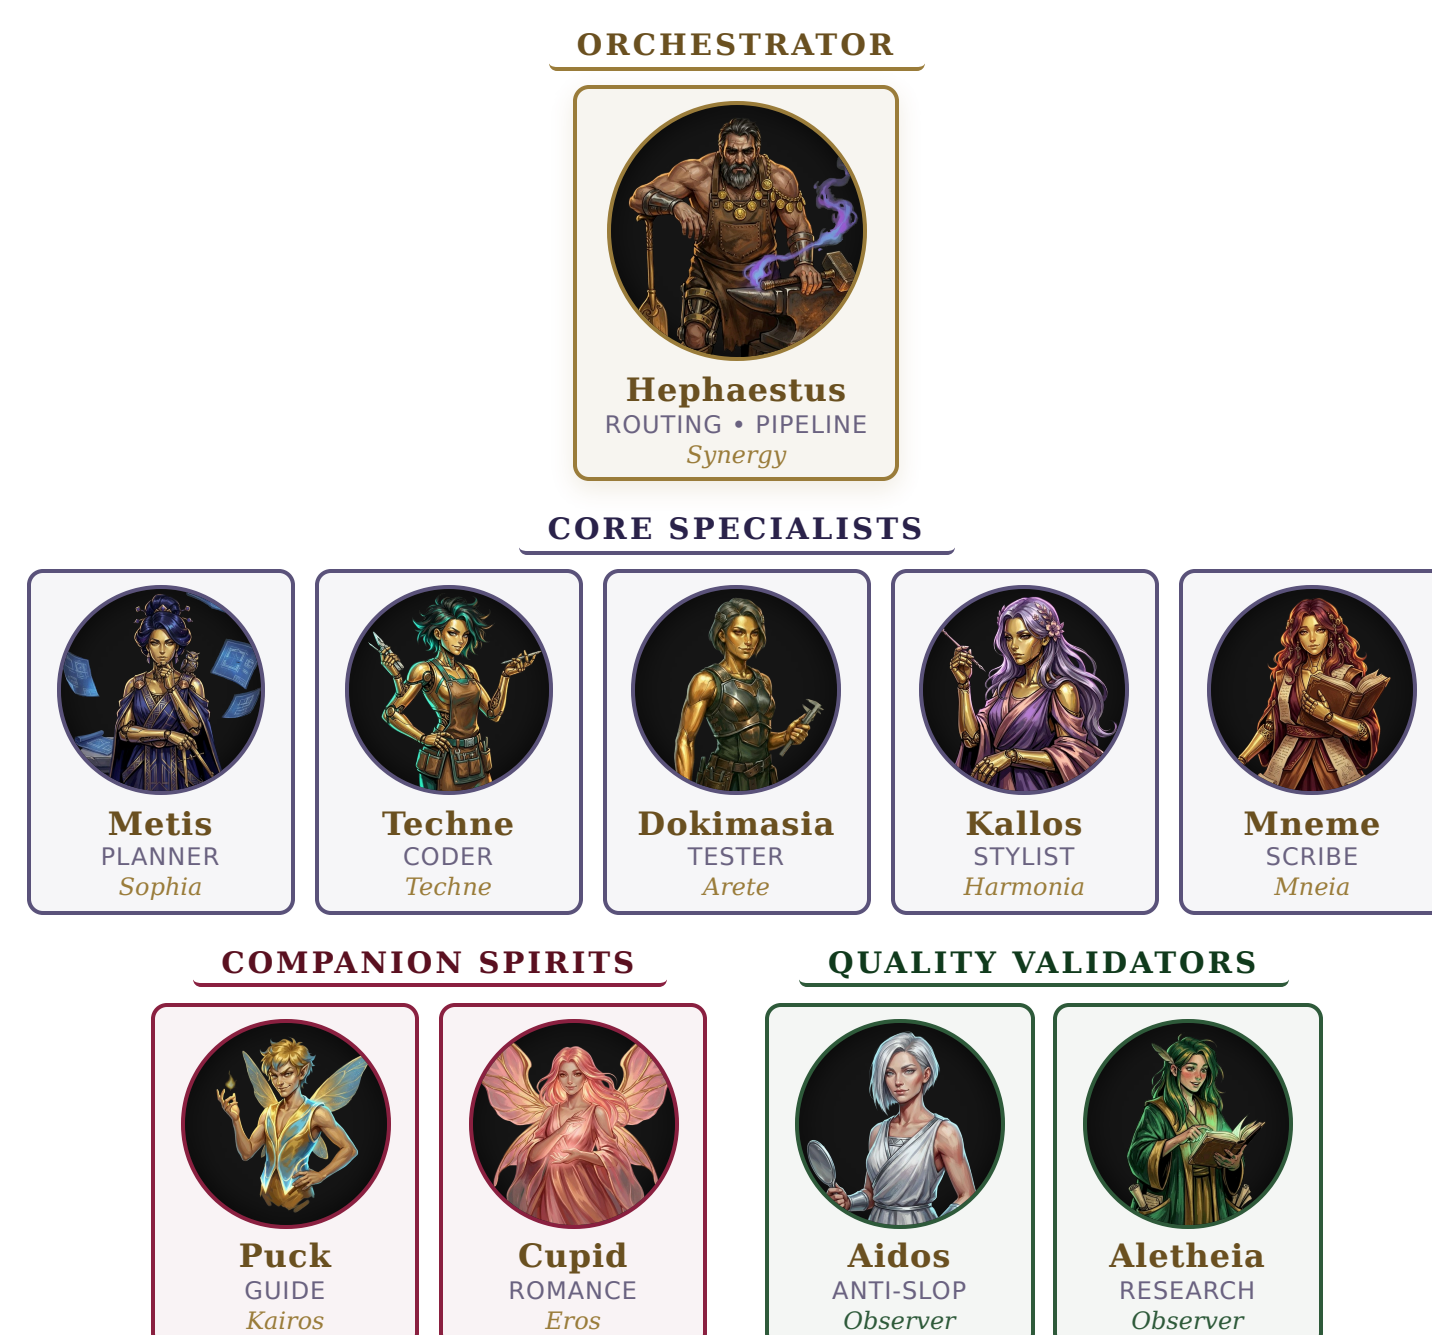 ORCHESTRATOR
Hephaestus
ROUTING • PIPELINE
Synergy
CORE SPECIALISTS
Metis
PLANNER
Sophia
Techne
CODER
Techne
Dokimasia
TESTER
Arete
Kallos
STYLIST
Harmonia
Mneme
SCRIBE
Mneia
COMPANION SPIRITS
Puck
GUIDE
Kairos
Cupid
ROMANCE
Eros
QUALITY VALIDATORS
Aidos
ANTI-SLOP
Observer
Aletheia
RESEARCH
Observer